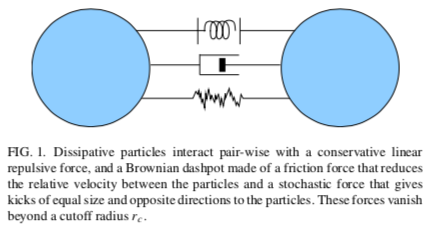 FIG. 1. Dissipative particles interact pair-wise with a conservative linear
repulsive force, and a Brownian dashpot made of a friction force that reduces
the relative velocity between the particles and a stochastic force that gives
kicks of equal size and opposite directions to the particles. These forces vanish
beyond a cutoff radius r_c.